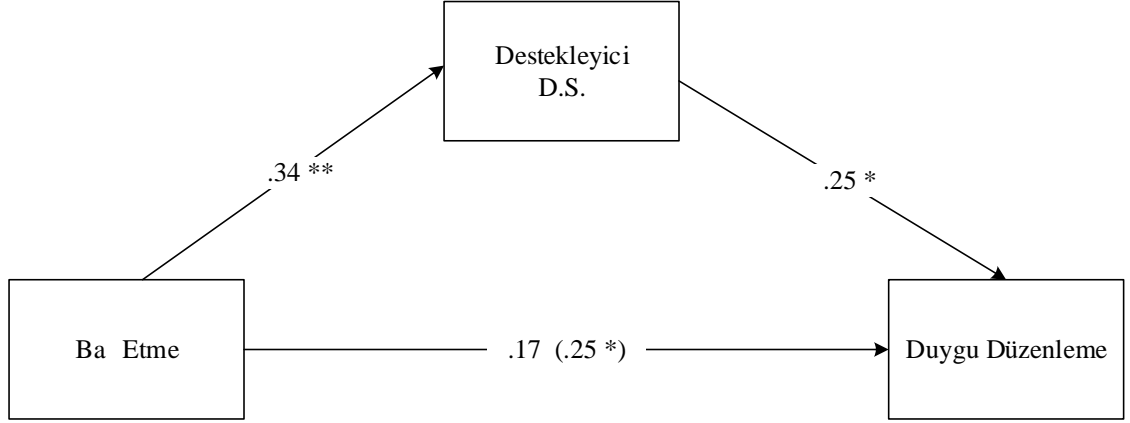 Destekleyici
D.S.
.34 **
.25 *
Ba Etme
.17 (.25 *)
Duygu Düzenleme